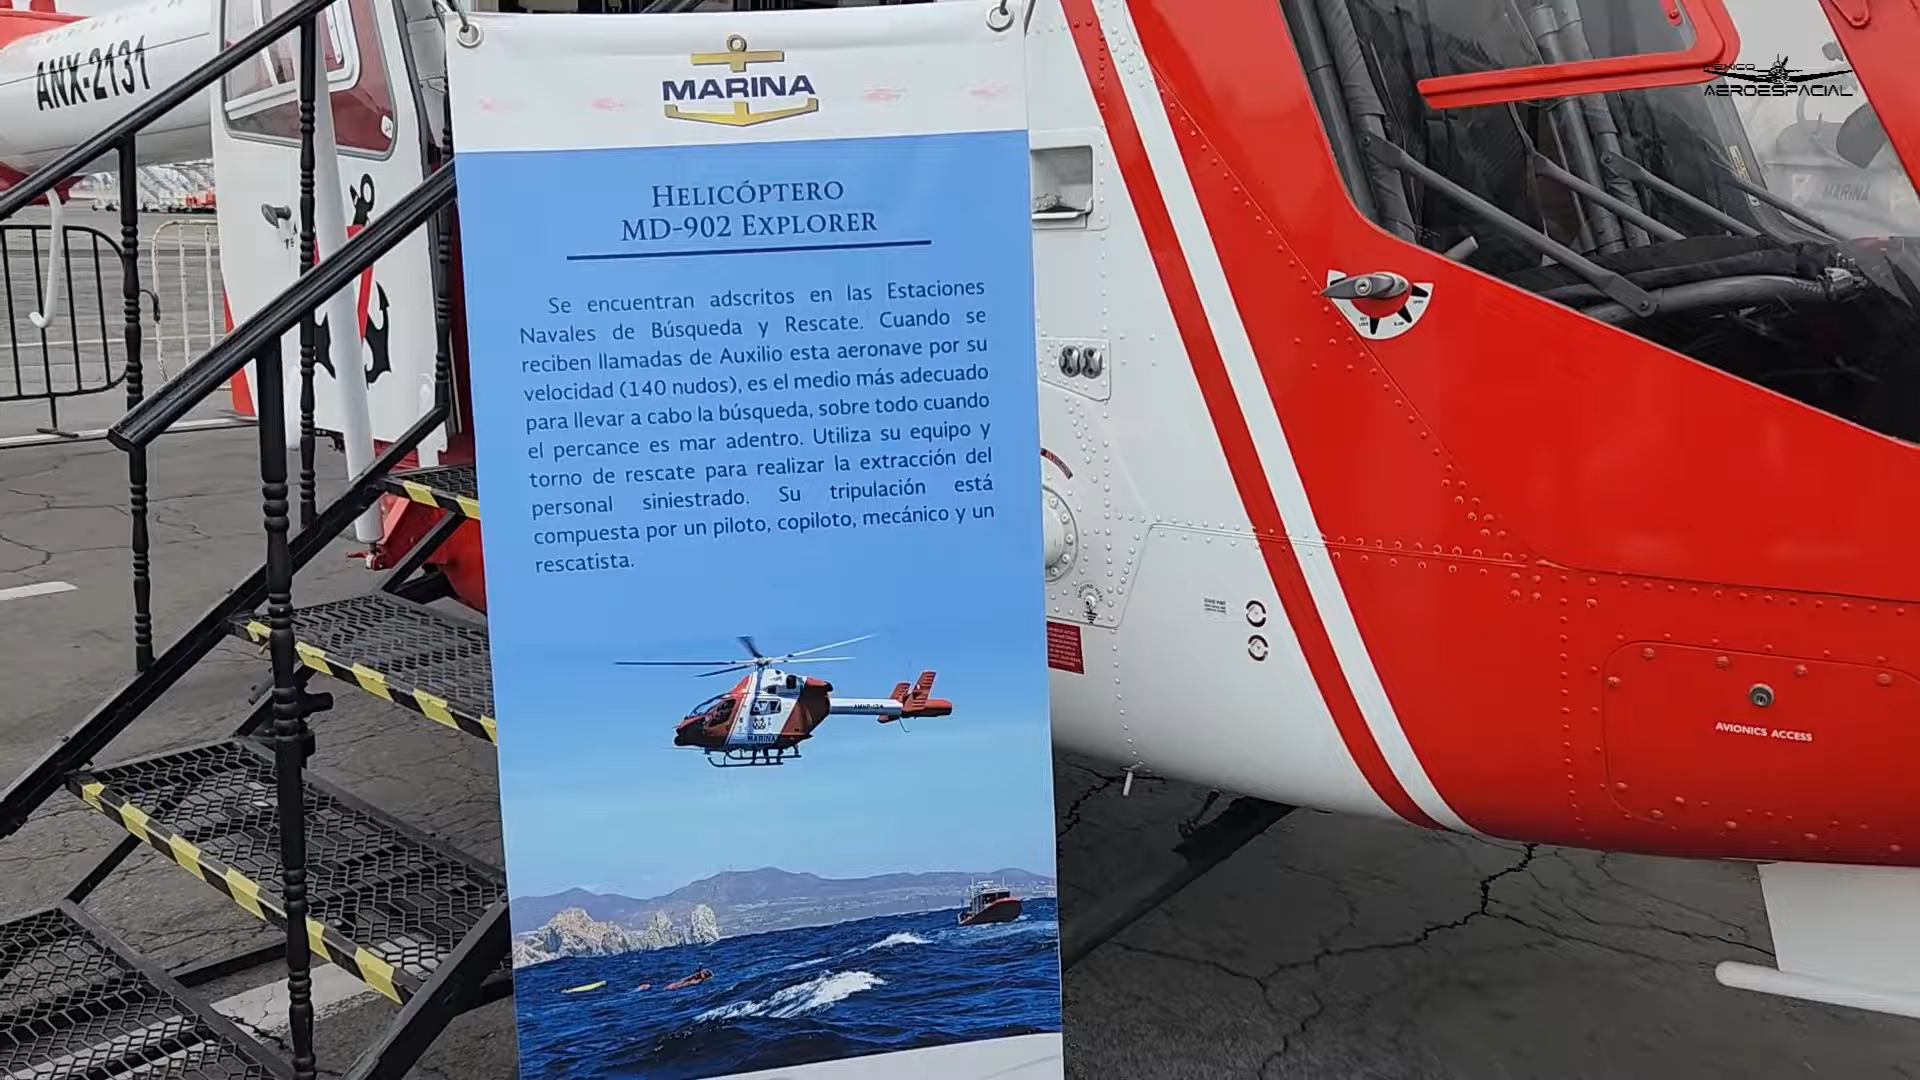 ANX-2131
MARINA
MEXICO
AEROESPACIAL
MARINA
HELICÓPTERO
MD-902 EXPLORER
Se encuentran adscritos en las Estaciones
Navales de Búsqueda y Rescate. Cuando se
reciben llamadas de Auxilio esta aeronave por su
velocidad (140 nudos), es el medio más adecuado
para llevar a cabo la búsqueda, sobre todo cuando
el percance es mar adentro. Utiliza su equipo y
torno de rescate para realizar la extracción del
personal siniestrado. Su tripulación está
compuesta por un piloto, copiloto, mecánico y un
rescatista.
MARINA
AVIONICS ACCESS